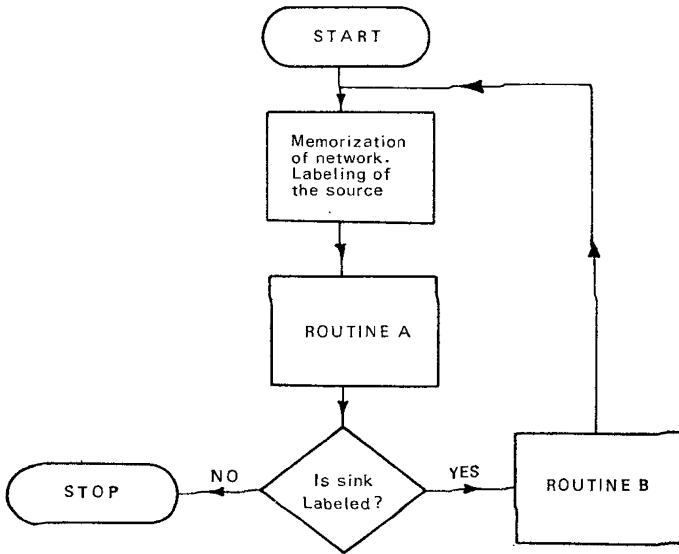 START
Memorization
of network.
Labeling of
the source
ROUTINE A
Is sink
Labeled?
NO
YES
STOP
ROUTINE B